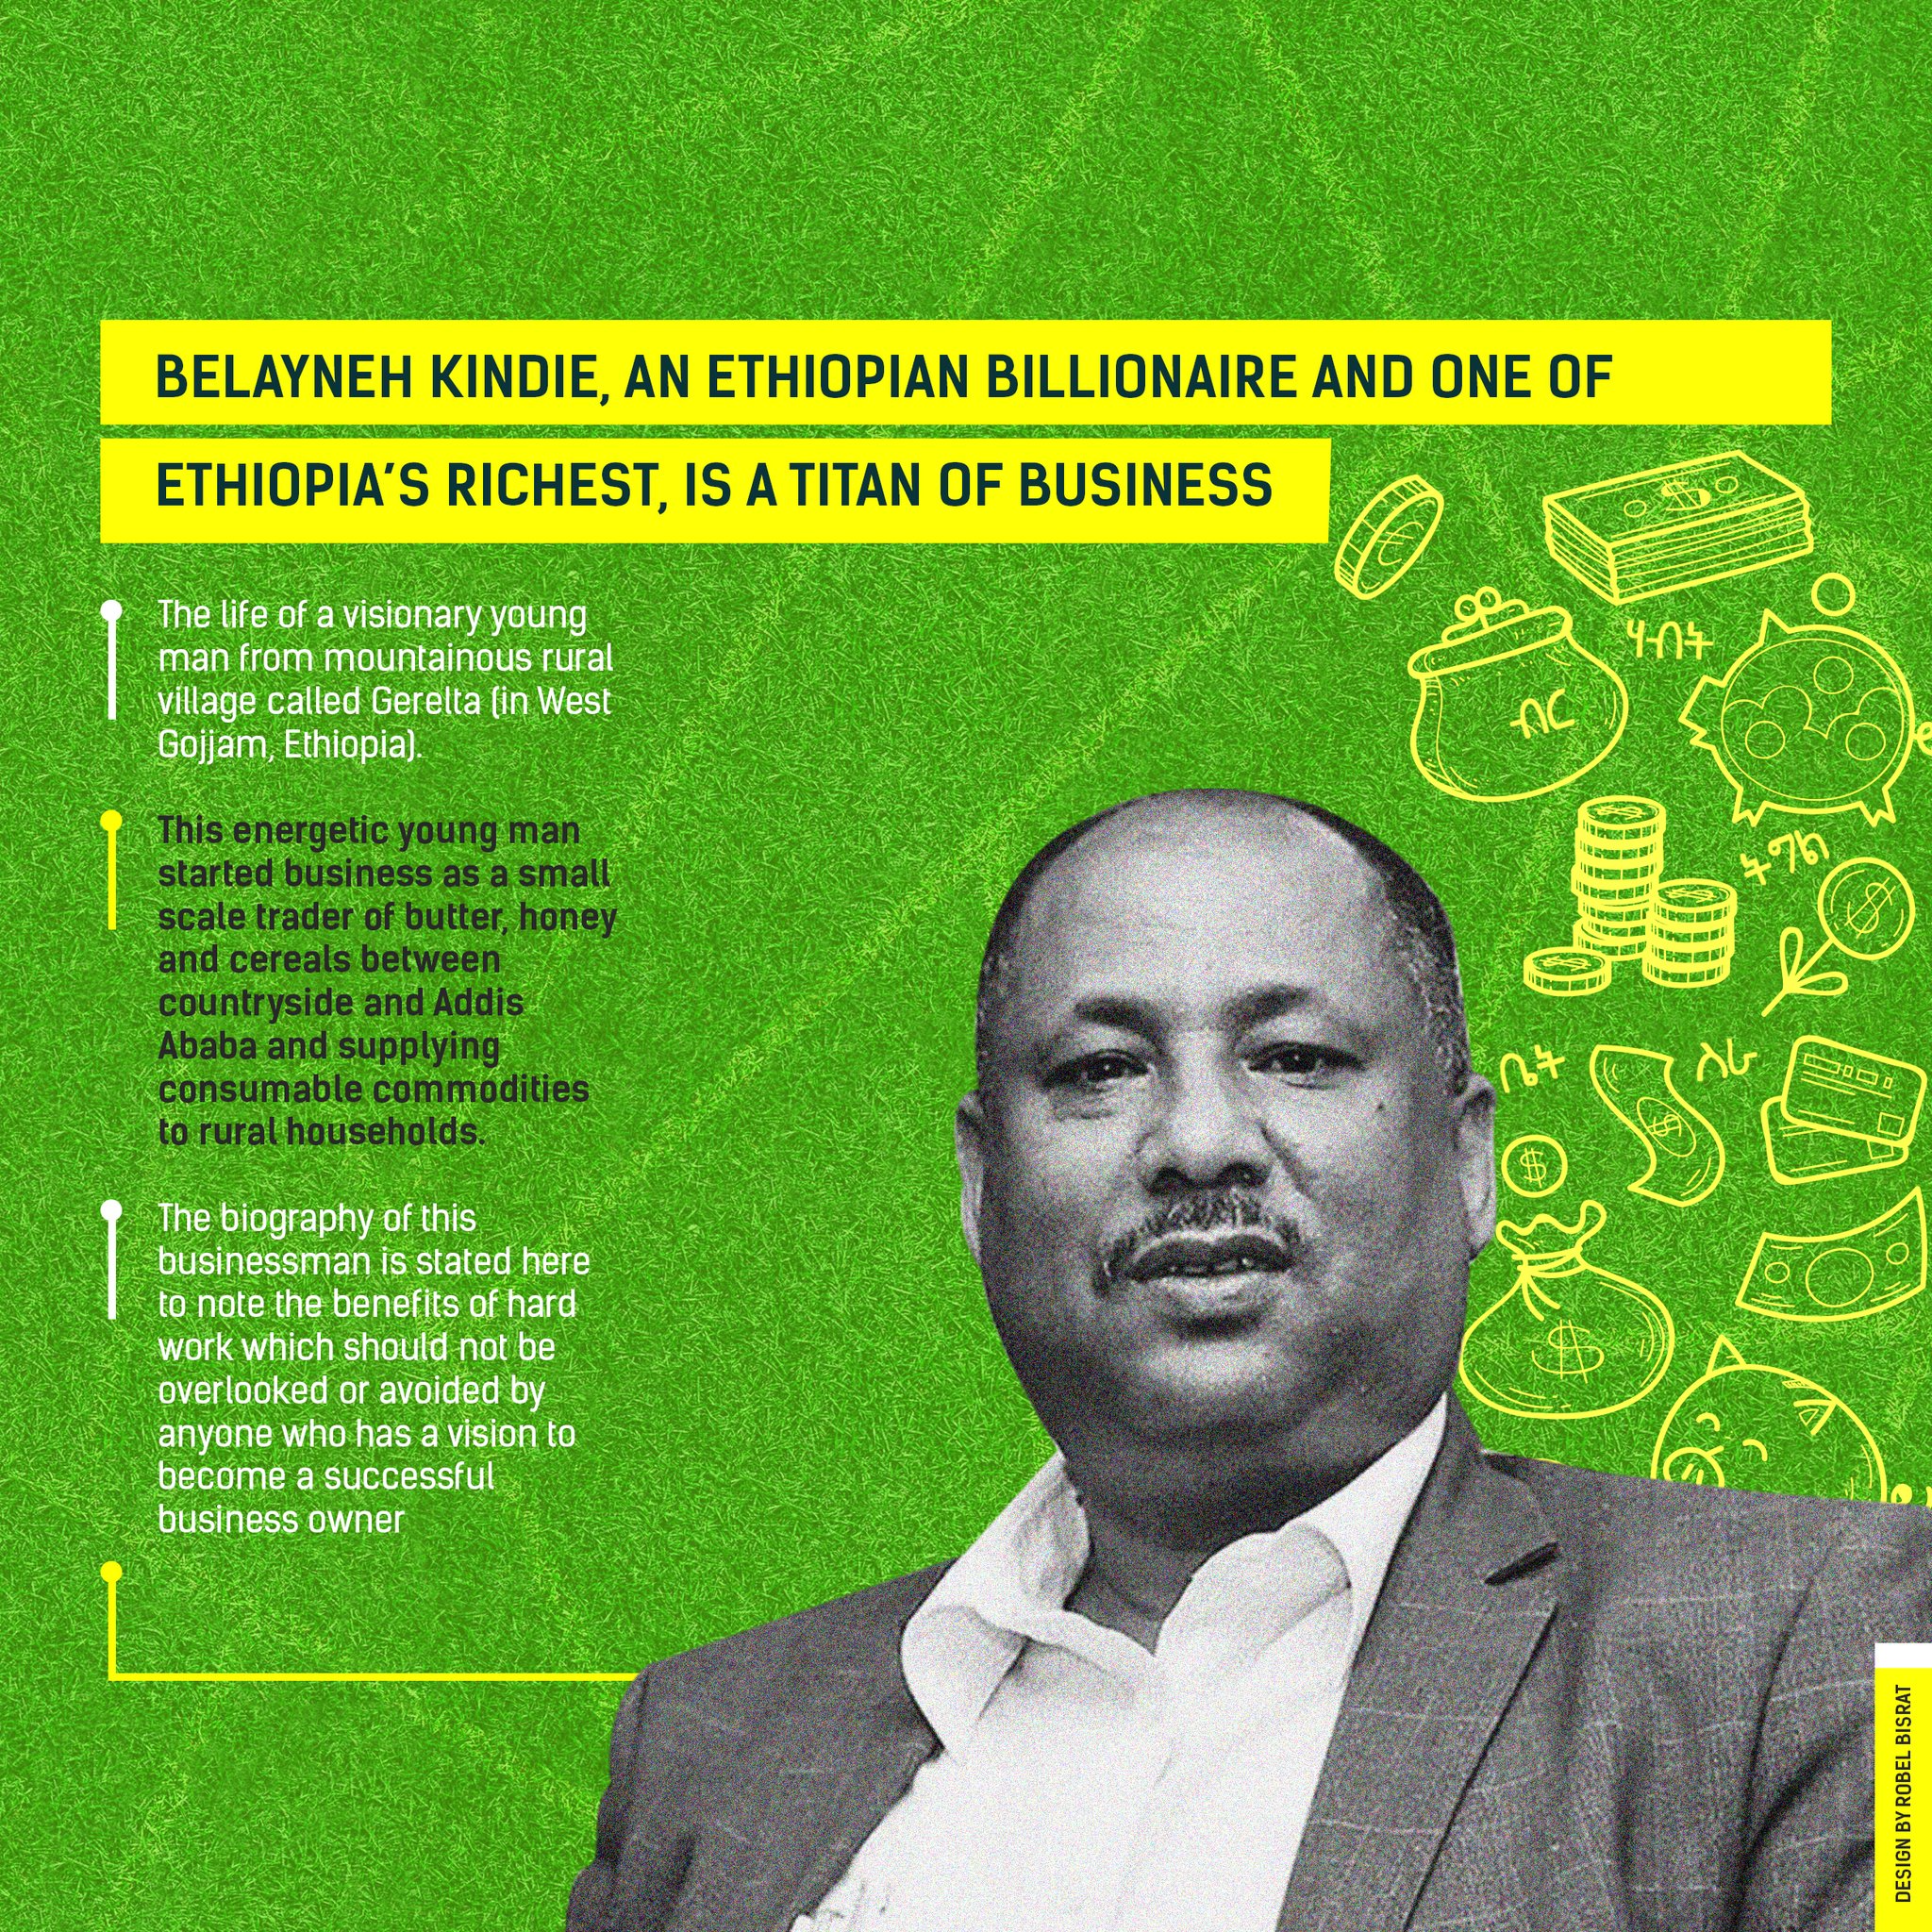 BELAYNEH KINDIE, AN ETHIOPIAN BILLIONAIRE AND ONE OF
ETHIOPIA’S RICHEST, IS A TITAN OF BUSINESS
The life of a visionary young
man from mountainous rural
village called Gerelta (in West
Gojjam, Ethiopia).
This energetic young man
started business as a small
scale trader of butter, honey
and cereals between
countryside and Addis
Ababa and supplying
consumable commodities
to rural households.
The biography of this
businessman is stated here
to note the benefits of hard
work which should not be
overlooked or avoided by
anyone who has a vision to
become a successful
business owner
ሃብት
ብር
ትግል
ቤት
ስራ
DESIGN BY ROBEL BISRAT